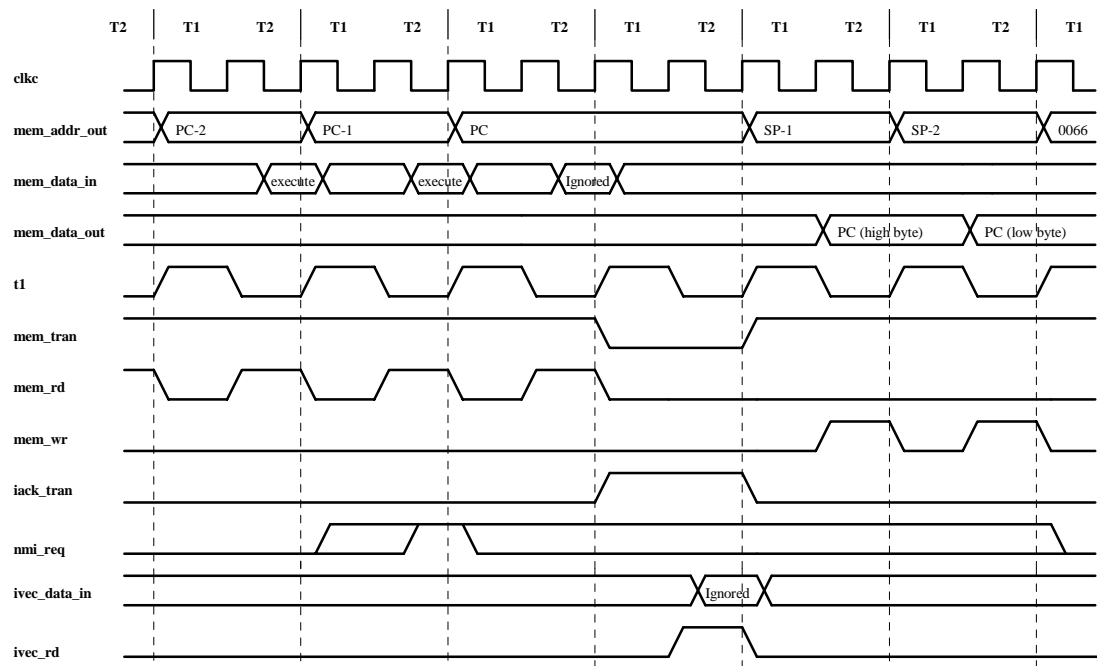 T2 T1 T2 T1 T2 T1 T2 T1 T2 T1 T2 T1 T2 T1
clkc
mem_addr_out PC-2 PC-1 PC SP-1 SP-2 0066
mem_data_in execute execute Ignored
mem_data_out PC (high byte) PC (low byte)
t1
mem_tran
mem_rd
mem_wr
iack_tran
nmi_req
ivec_data_in Ignored
ivec_rd